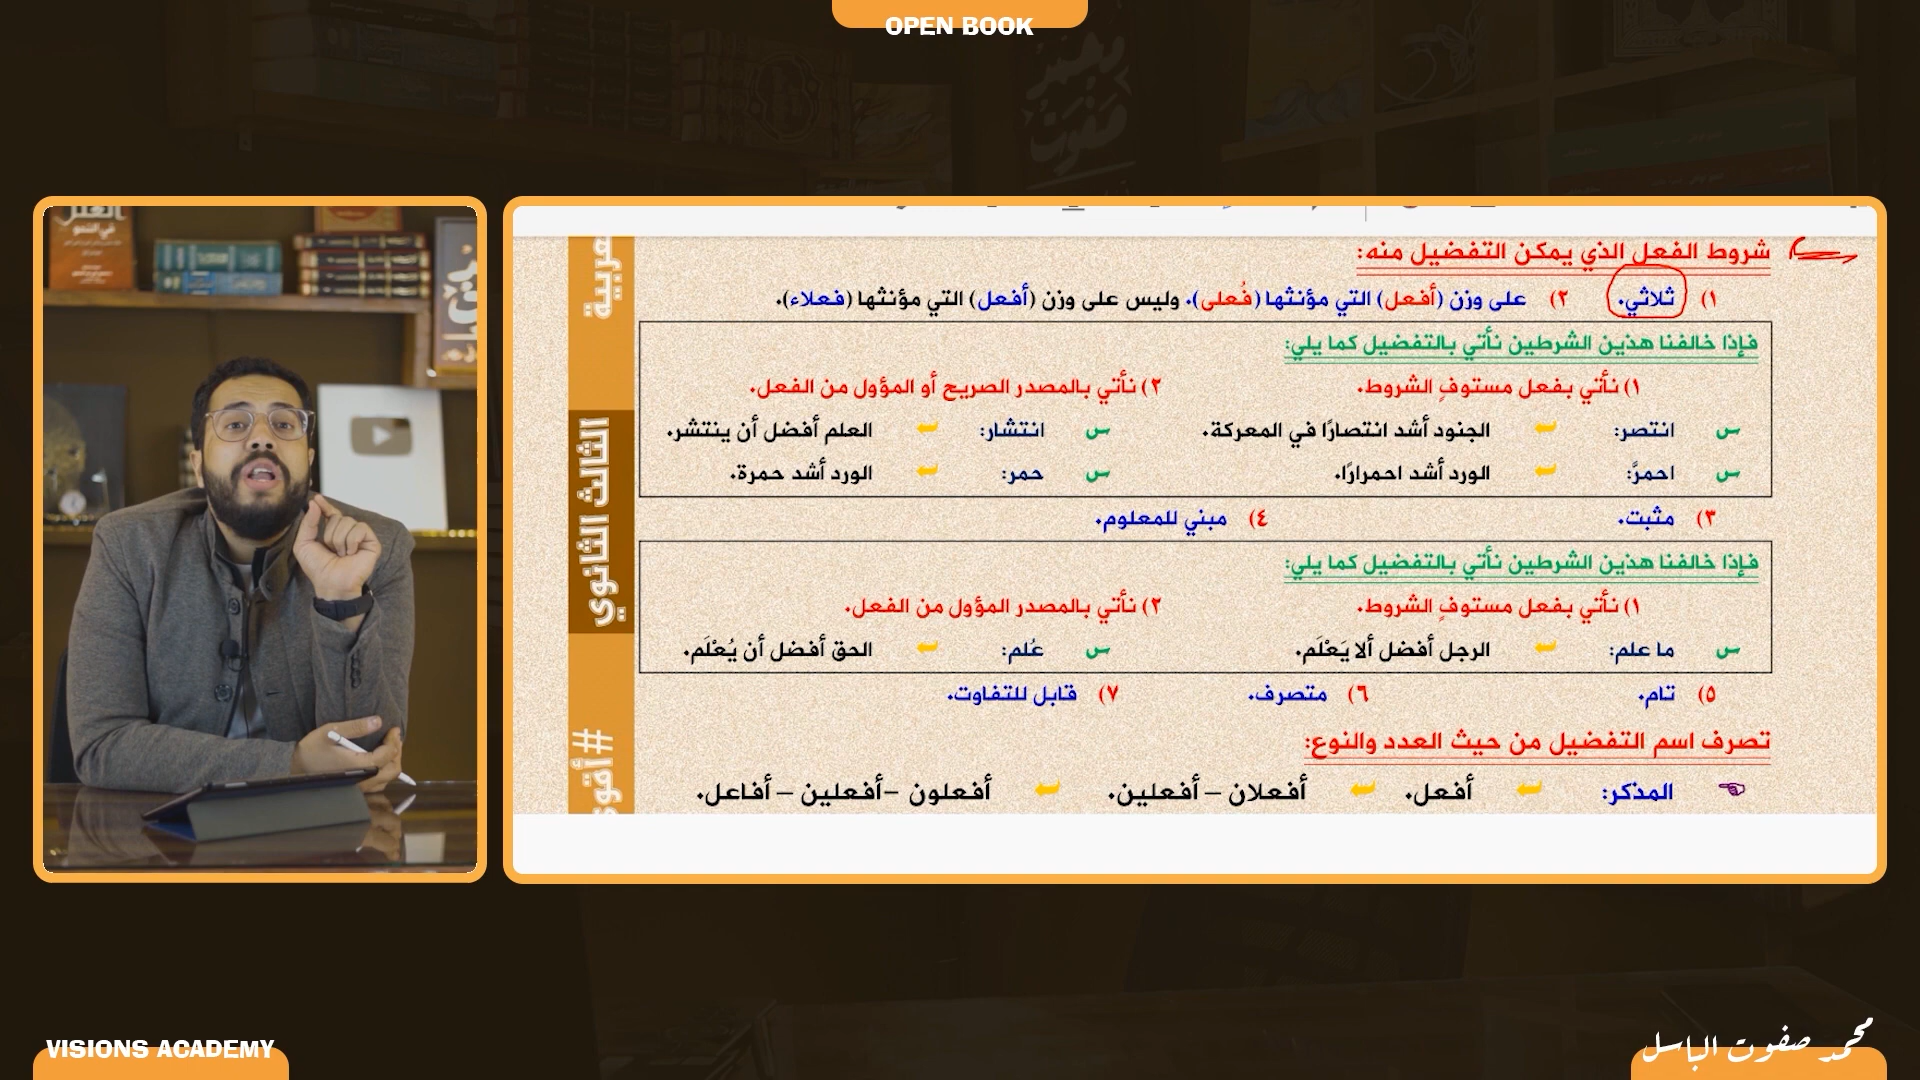 OPEN BOOK
شروط الفعل الذي يمكن التفضيل منه:
١) ثلاثي. ٢) على وزن (أفعل) التي مؤنثها (فُعلى). وليس على وزن (أفعل) التي مؤنثها (فعلاء).
فإذا خالفنا هذين الشرطين نأتي بالتفضيل كما يلي:
١) نأتي بفعل مستوفٍ الشروط. ٢) نأتي بالمصدر الصريح أو المؤول من الفعل.
س انتصر: الجنود أشد انتصارًا في المعركة. س انتشار: العلم أفضل أن ينتشر.
س احمرَّ: الورد أشد احمرارًا. س حمر: الورد أشد حمرة.
٣) مثبت. ٤) مبني للمعلوم.
فإذا خالفنا هذين الشرطين نأتي بالتفضيل كما يلي:
١) نأتي بفعل مستوفٍ الشروط. ٢) نأتي بالمصدر المؤول من الفعل.
س ما علم: الرجل أفضل ألا يَعْلَم. س عُلم: الحق أفضل أن يُعْلَم.
٥) تام. ٦) متصرف. ٧) قابل للتفاوت.
تصرف اسم التفضيل من حيث العدد والنوع:
المذكر: أفعل. أفعلان – أفعلين. أفعلون –أفعلين – أفاعل.
الثالث الثانوي
VISIONS ACADEMY
محمد صفوت الباسل